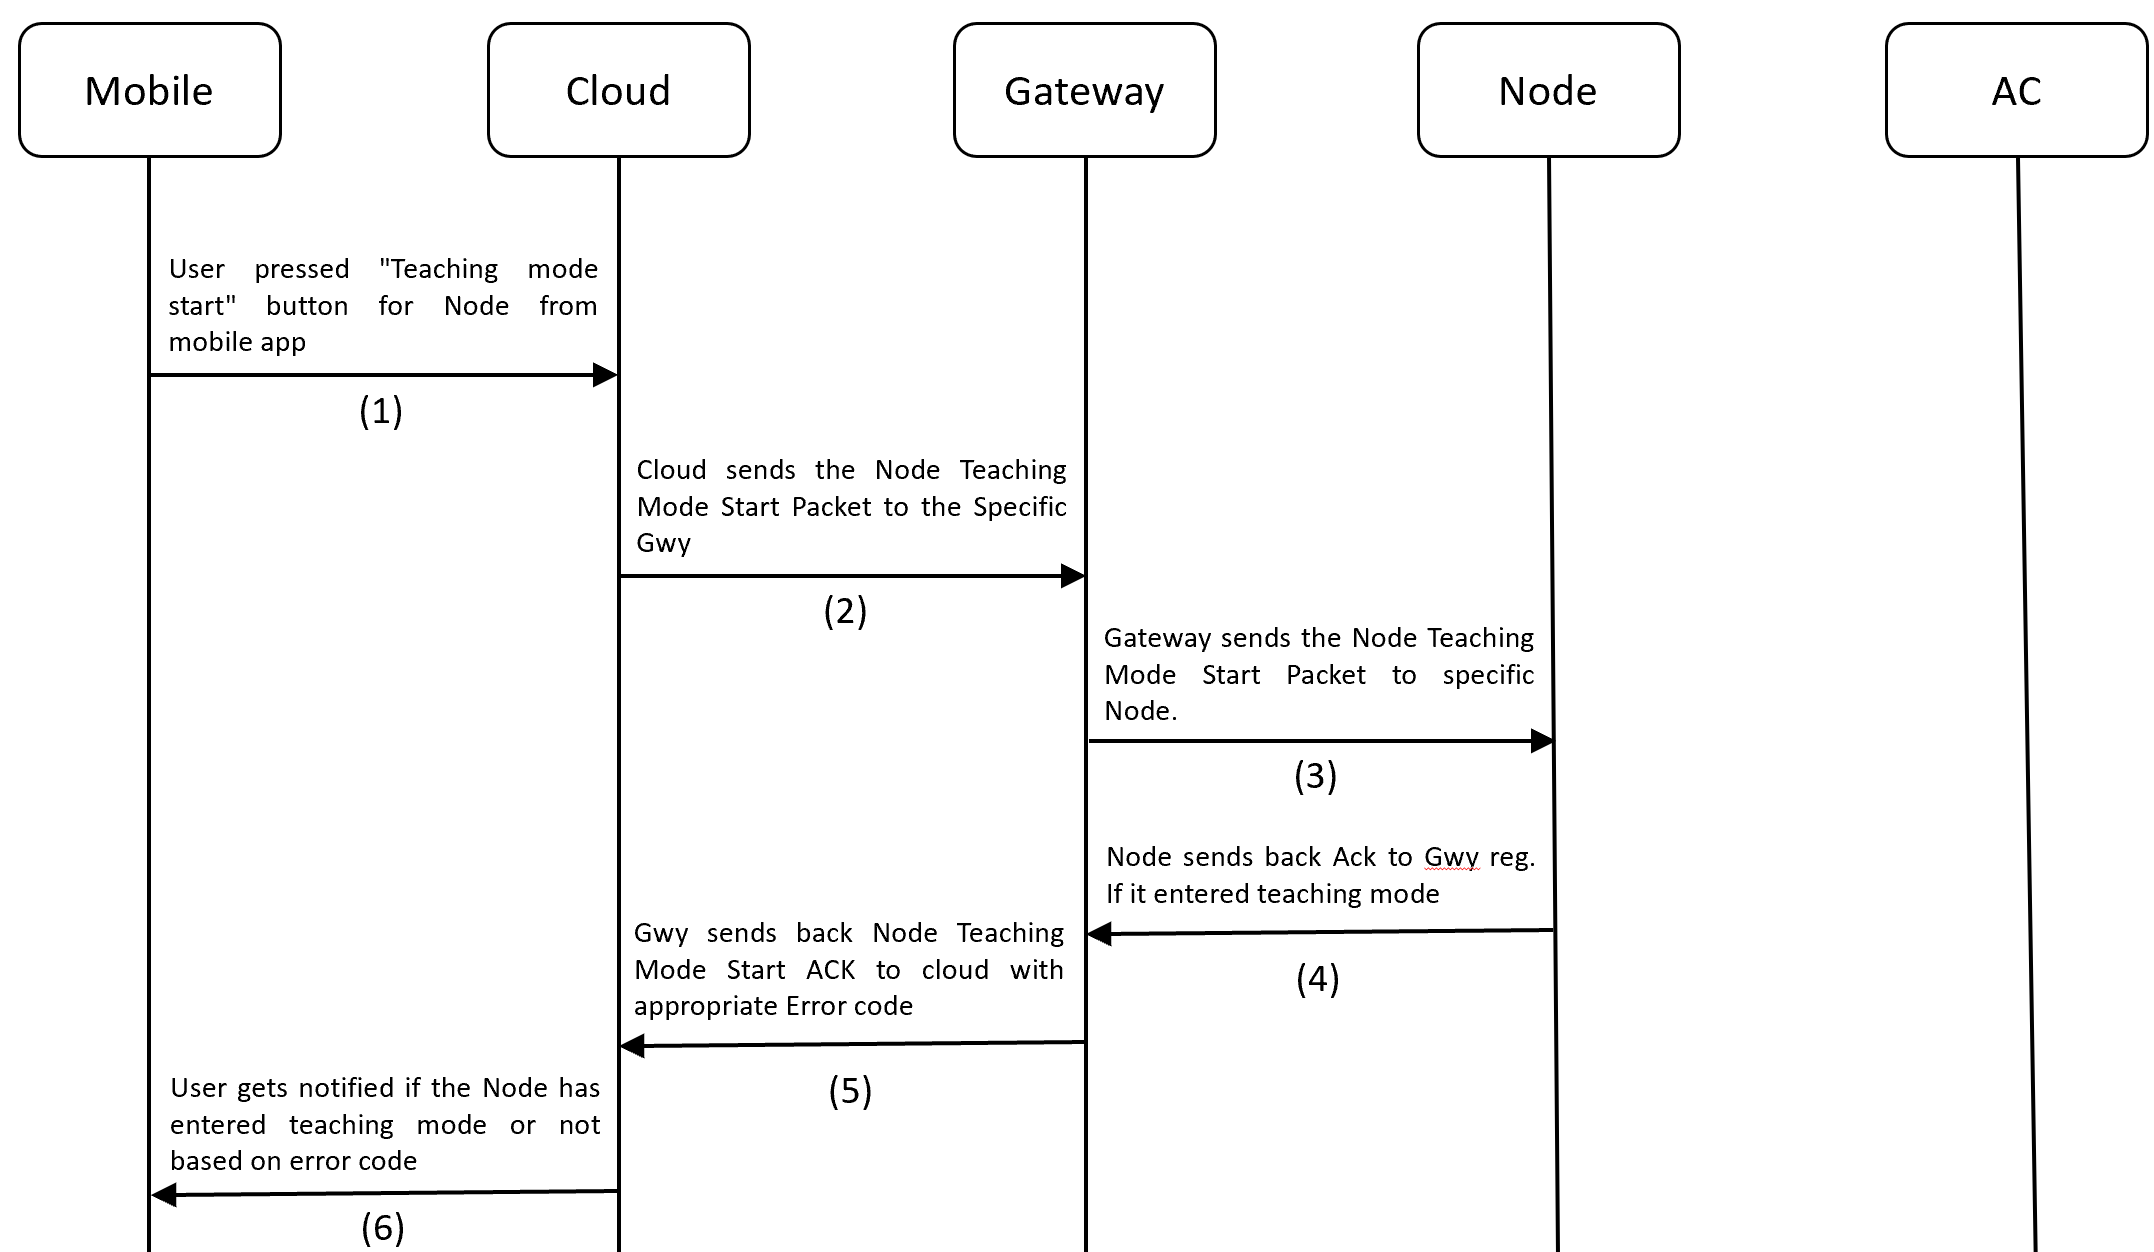 Mobile
Cloud
Gateway
Node
AC
User pressed "Teaching mode
start" button for Node from
mobile app
(1)
Cloud sends the Node Teaching
Mode Start Packet to the Specific
Gwy
(2)
Gateway sends the Node Teaching
Mode Start Packet to specific
Node.
(3)
Node sends back Ack to Gwy reg.
If it entered teaching mode
(4)
Gwy sends back Node Teaching
Mode Start ACK to cloud with
appropriate Error code
(5)
User gets notified if the Node has
entered teaching mode or not
based on error code
(6)